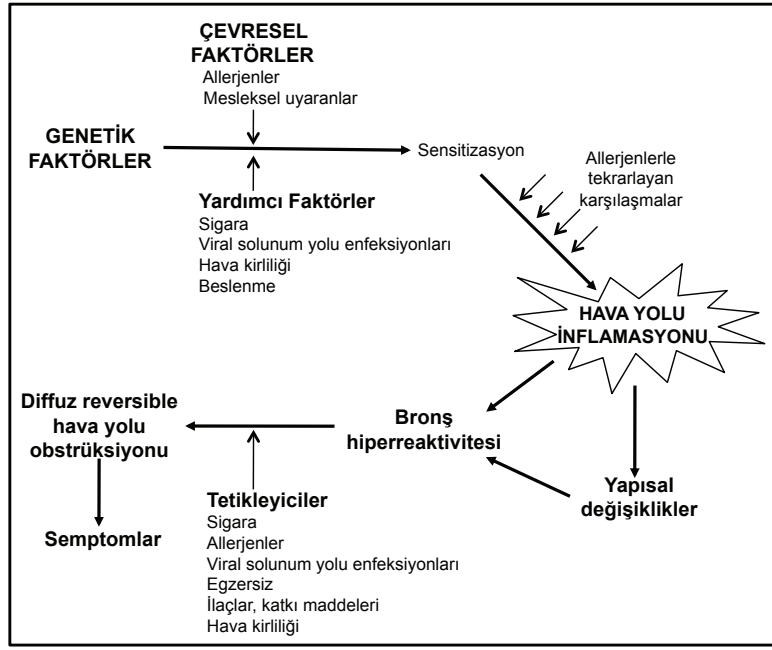 ÇEVRESEL
FAKTÖRLER
Allerjenler
Mesleksel uyaranlar
GENETİK
FAKTÖRLER
Sensitizasyon
Allerjenlerle
tekrarlayan
karşılaşmalar
Yardımcı Faktörler
Sigara
Viral solunum yolu enfeksiyonları
Hava kirliliği
Beslenme
HAVA YOLU
İNFLAMASYONU
Diffuz reversible
hava yolu
obstrüksiyonu
Bronş
hiperreaktivitesi
Yapısal
değişiklikler
Semptomlar
Tetikleyiciler
Sigara
Allerjenler
Viral solunum yolu enfeksiyonları
Egzersiz
İlaçlar, katkı maddeleri
Hava kirliliği